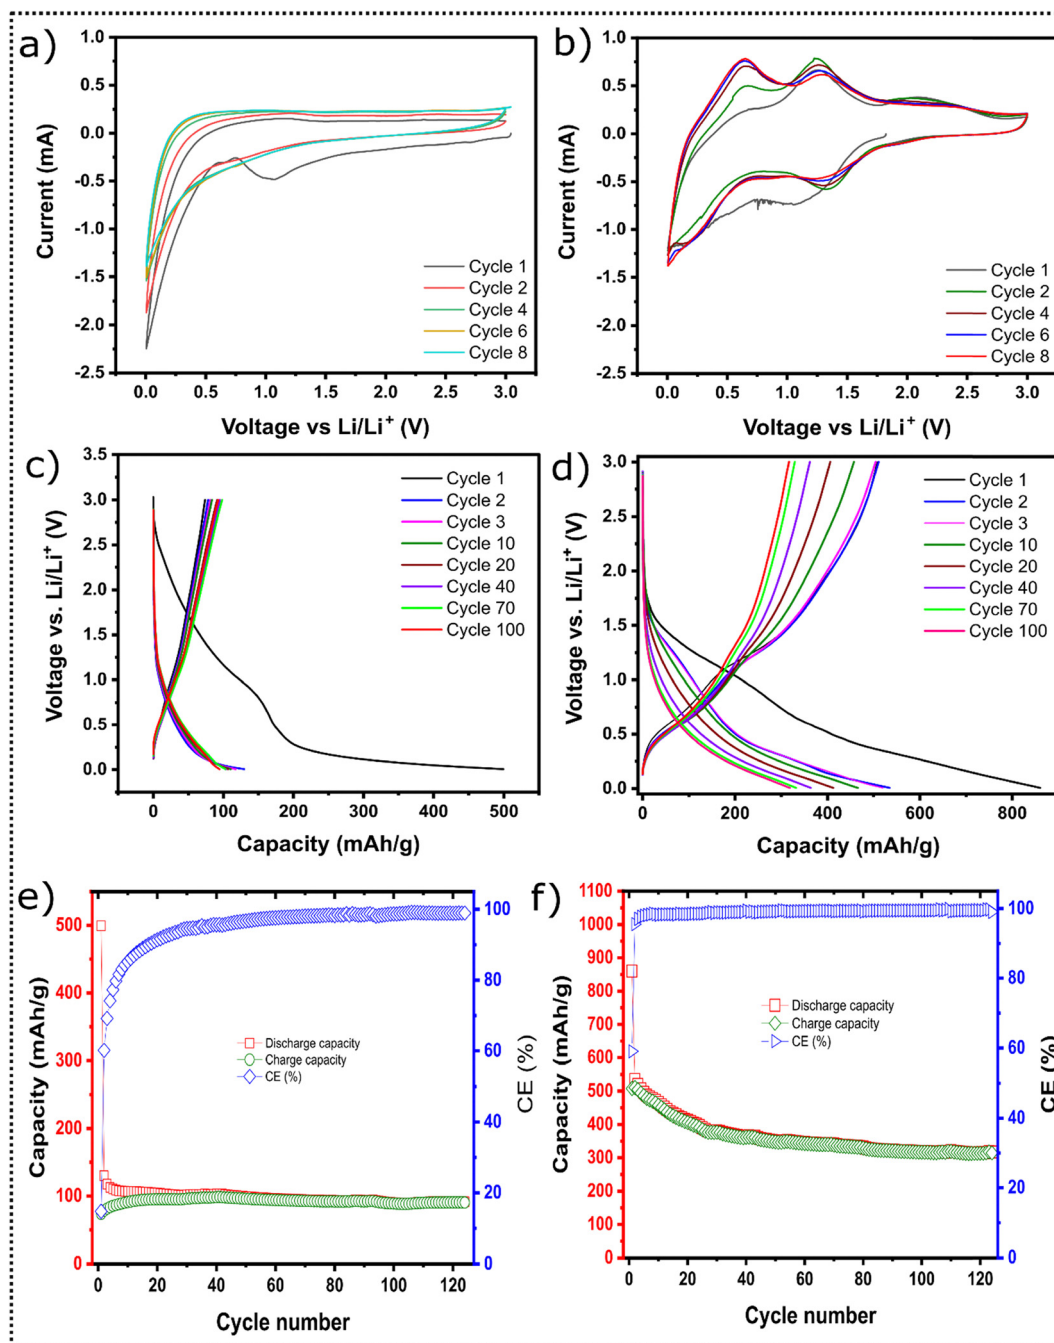 a)
1.0
0.5
0.0
-0.5
-1.0
-1.5
-2.0
-2.5
Current (mA)
Cycle 1
Cycle 2
Cycle 4
Cycle 6
Cycle 8
0.0 0.5 1.0 1.5 2.0 2.5 3.0
Voltage vs Li/Li⁺ (V)
b)
1.0
0.5
0.0
-0.5
-1.0
-1.5
-2.0
-2.5
Current (mA)
Cycle 1
Cycle 2
Cycle 4
Cycle 6
Cycle 8
0.0 0.5 1.0 1.5 2.0 2.5 3.0
Voltage vs Li/Li⁺ (V)
c)
3.5
3.0
2.5
2.0
1.5
1.0
0.5
0.0
Voltage vs. Li/Li⁺ (V)
Cycle 1
Cycle 2
Cycle 3
Cycle 10
Cycle 20
Cycle 40
Cycle 70
Cycle 100
0 100 200 300 400 500
Capacity (mAh/g)
d)
3.0
2.5
2.0
1.5
1.0
0.5
0.0
Voltage vs. Li/Li⁺ (V)
Cycle 1
Cycle 2
Cycle 3
Cycle 10
Cycle 20
Cycle 40
Cycle 70
Cycle 100
0 200 400 600 800
Capacity (mAh/g)
e)
500
450
400
350
300
250
200
150
100
50
0
Capacity (mAh/g)
Discharge capacity
Charge capacity
CE (%)
100
80
60
40
20
0
CE (%)
0 20 40 60 80 100 120
Cycle number
f)
1100
1000
900
800
700
600
500
400
300
200
100
0
Capacity (mAh/g)
Discharge capacity
Charge capacity
CE (%)
100
80
60
40
20
0
CE (%)
0 20 40 60 80 100 120
Cycle number